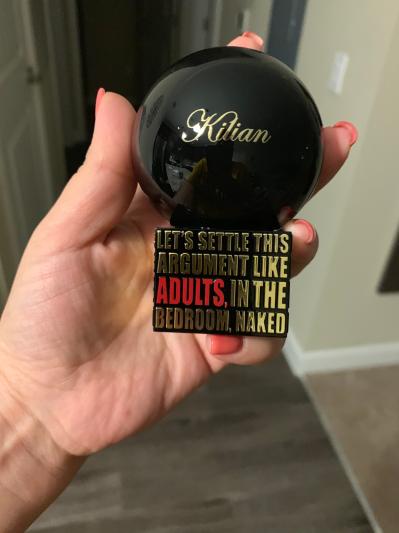 Kilian
LET'S SETTLE THIS
ARGUMENT LIKE
ADULTS, IN THE
BEDROOM, NAKED